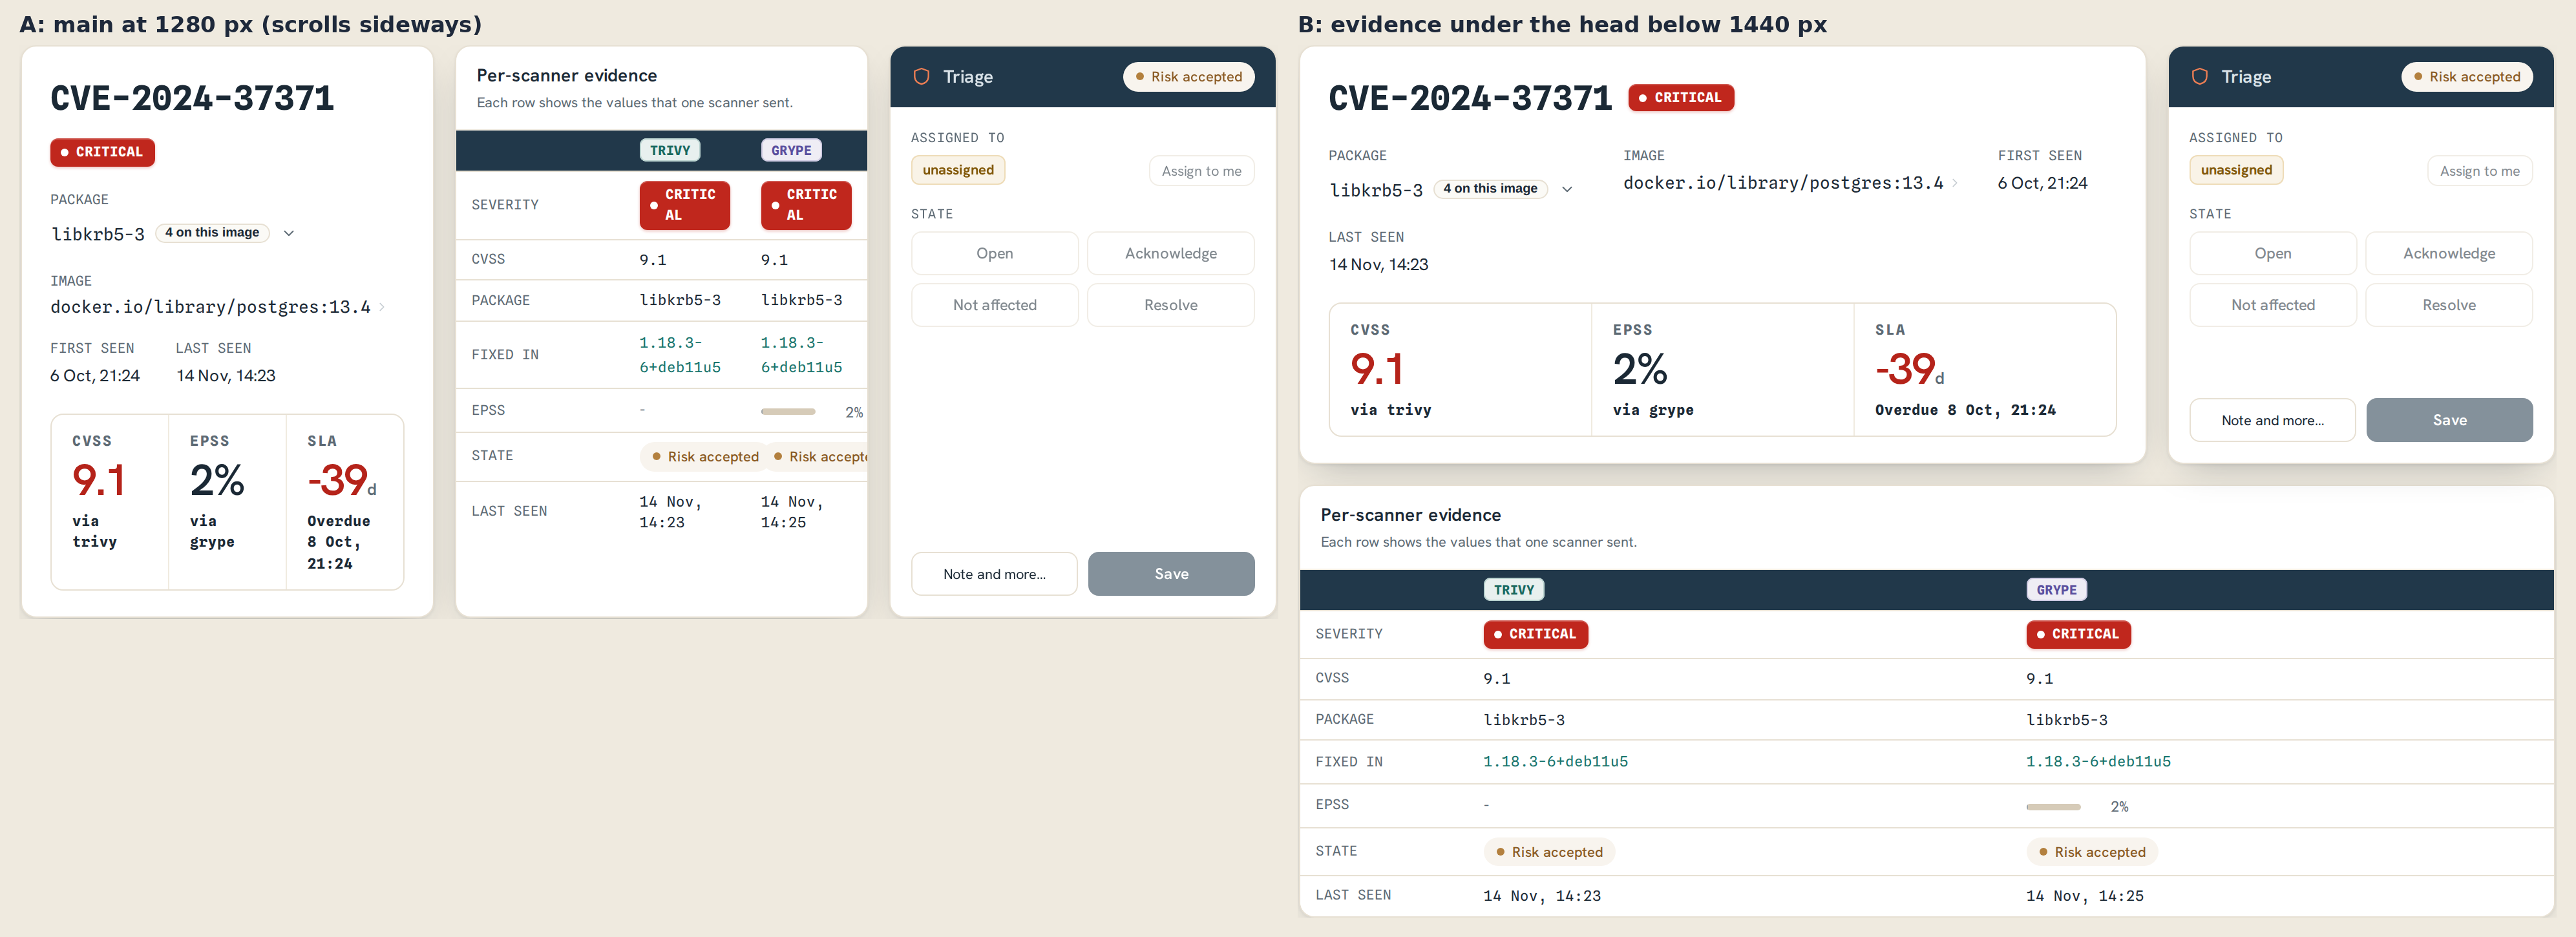 A: main at 1280 px (scrolls sideways)
CVE-2024-37371
CRITICAL
PACKAGE
libkrb5-3 4 on this image
IMAGE
docker.io/library/postgres:13.4
FIRST SEEN LAST SEEN
6 Oct, 21:24 14 Nov, 14:23
CVSS EPSS SLA
9.1 2% -39d
via trivy
via grype
Overdue 8 Oct, 21:24
Per-scanner evidence
Each row shows the values that one scanner sent.
TRIVY GRYPE
SEVERITY CRITICAL CRITICAL
CVSS 9.1 9.1
PACKAGE libkrb5-3 libkrb5-3
FIXED IN 1.18.3-6+deb11u5 1.18.3-6+deb11u5
EPSS - 2%
STATE Risk accepted Risk accepte
LAST SEEN 14 Nov, 14:23 14 Nov, 14:25
Triage Risk accepted
ASSIGNED TO
unassigned Assign to me
STATE
Open Acknowledge
Not affected Resolve
Note and more... Save
B: evidence under the head below 1440 px
CVE-2024-37371 CRITICAL
PACKAGE IMAGE FIRST SEEN
libkrb5-3 4 on this image docker.io/library/postgres:13.4 6 Oct, 21:24
LAST SEEN
14 Nov, 14:23
CVSS EPSS SLA
9.1 2% -39d
via trivy via grype Overdue 8 Oct, 21:24
Triage Risk accepted
ASSIGNED TO
unassigned Assign to me
STATE
Open Acknowledge
Not affected Resolve
Note and more... Save
Per-scanner evidence
Each row shows the values that one scanner sent.
TRIVY GRYPE
SEVERITY CRITICAL CRITICAL
CVSS 9.1 9.1
PACKAGE libkrb5-3 libkrb5-3
FIXED IN 1.18.3-6+deb11u5 1.18.3-6+deb11u5
EPSS - 2%
STATE Risk accepted Risk accepted
LAST SEEN 14 Nov, 14:23 14 Nov, 14:25